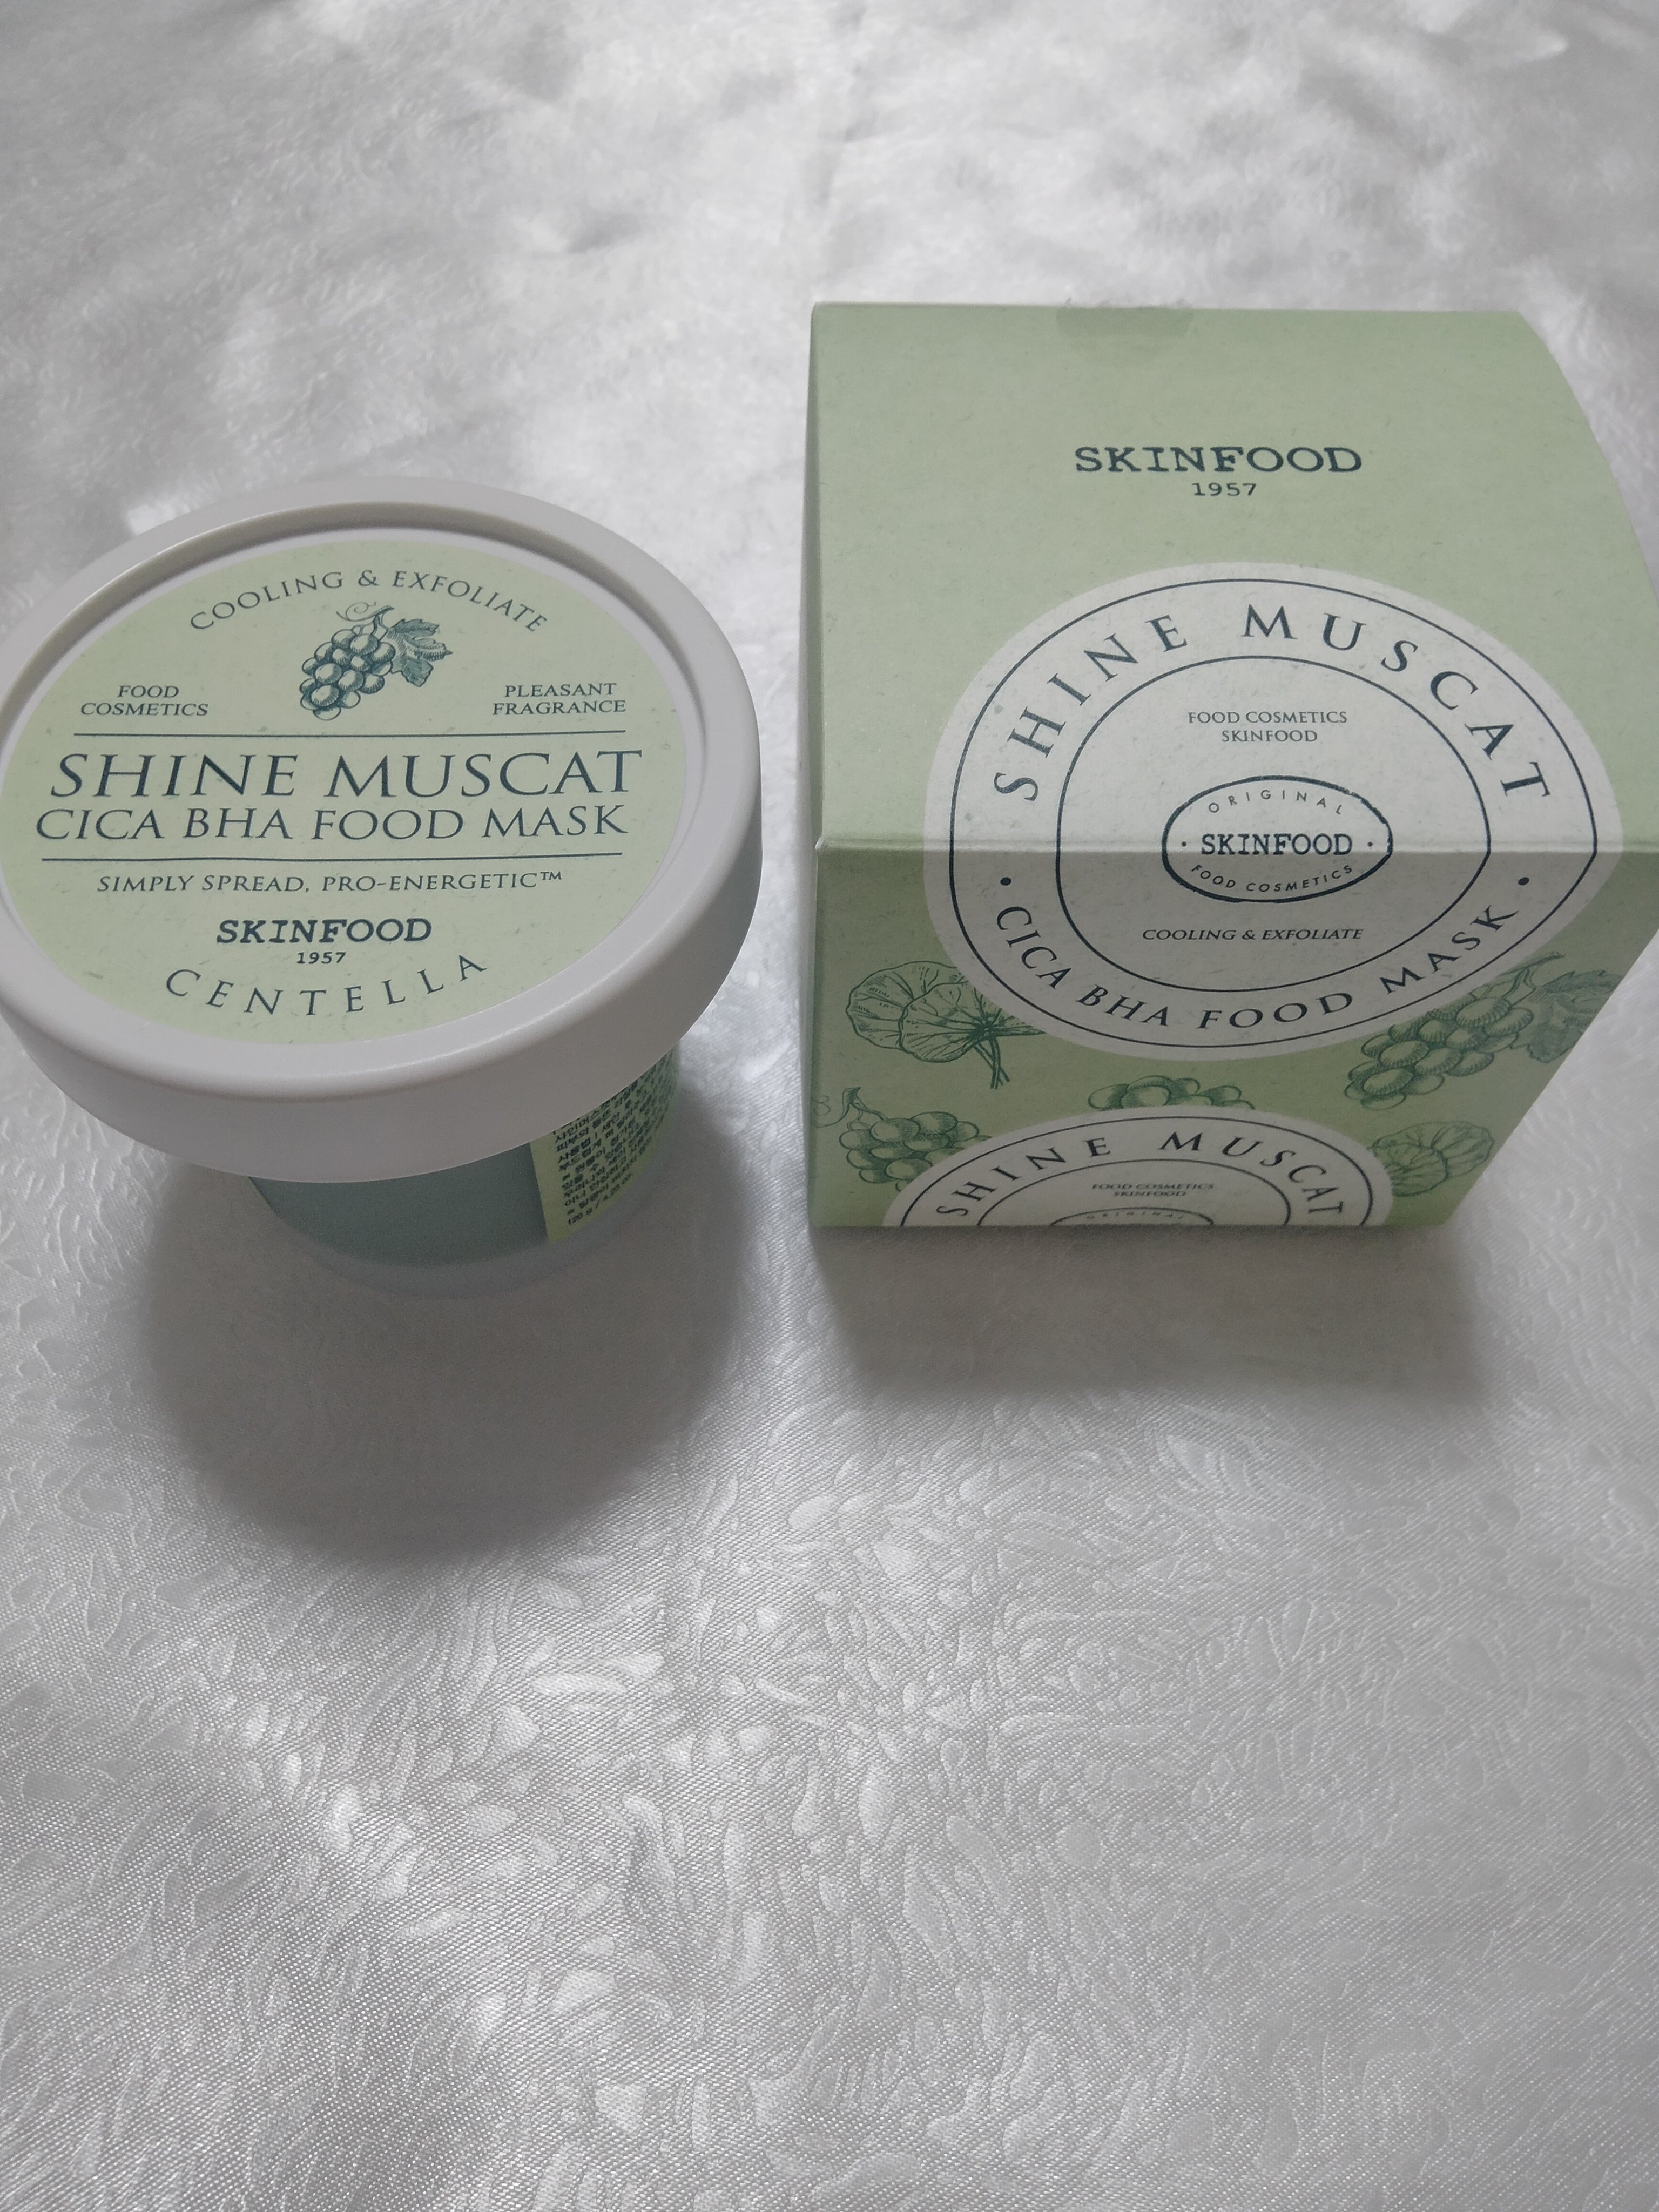 COOLING & EXFOLIATE
FOOD
COSMETICS
PLEASANT
FRAGRANCE
SHINE MUSCAT
CICA BHA FOOD MASK
SIMPLY SPREAD, PRO-ENERGETIC™
SKINFOOD
1957
CENTELLA
SKINFOOD
1957
SHINE MUSCAT
FOOD COSMETICS
SKINFOOD
ORIGINAL
· SKINFOOD ·
FOOD COSMETICS
COOLING & EXFOLIATE
• CICA BHA FOOD MASK •
SHINE MUSCAT
FOOD COSMETICS
SKINFOOD
ORIGINAL